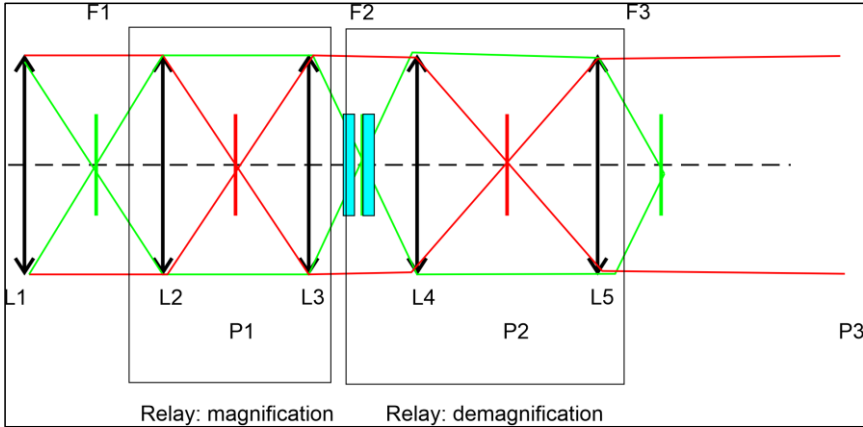 F1 F2 F3
L1 L2 L3 L4 L5
P1 P2 P3
Relay: magnification Relay: demagnification